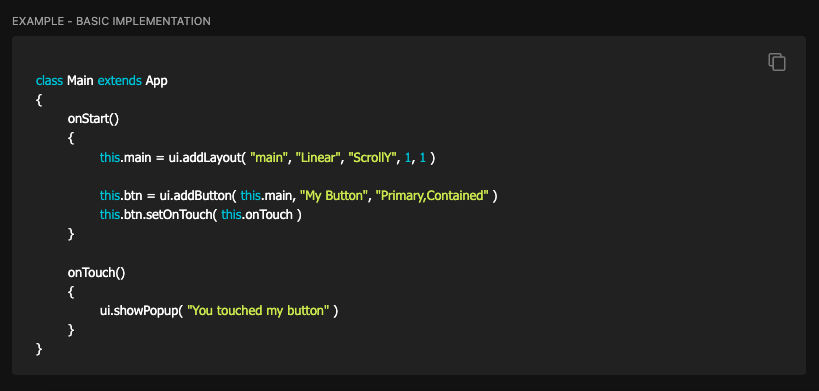 EXAMPLE - BASIC IMPLEMENTATION
class Main extends App
{
onStart()
{
this.main = ui.addLayout( "main", "Linear", "ScrollY", 1, 1 )
this.btn = ui.addButton( this.main, "My Button", "Primary,Contained" )
this.btn.setOnTouch( this.onTouch )
}
onTouch()
{
ui.showPopup( "You touched my button" )
}
}